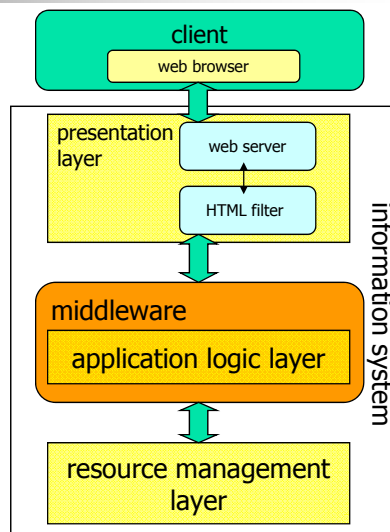 client
web browser
presentation
layer
web server
HTML filter
middleware
application logic layer
resource management
layer
information system